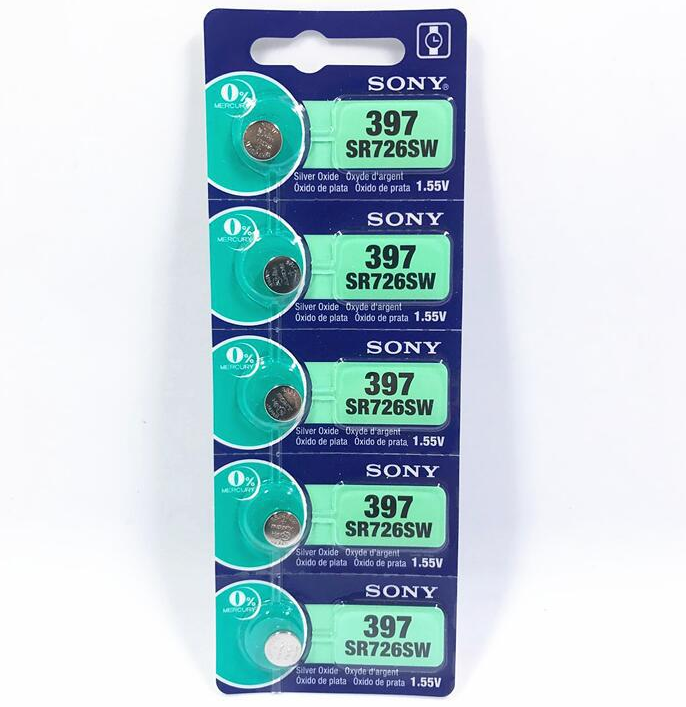 SONY®
0%
MERCURY
397
SR726SW
Silver Oxide Oxyde d'argent
Óxido de plata Óxido de prata 1.55V
SONY
0%
MERCURY
397
SR726SW
Silver Oxide Oxyde d'argent
Óxido de plata Óxido de prata 1.55V
SONY
0%
MERCURY
397
SR726SW
Silver Oxide Oxyde d'argent
Óxido de plata Óxido de prata 1.55V
SONY
0%
MERCURY
397
SR726SW
Silver Oxide Oxyde d'argent
Óxido de plata Óxido de prata 1.55V
SONY
0%
MERCURY
397
SR726SW
Silver Oxide Oxyde d'argent
Óxido de plata Óxido de prata 1.55V